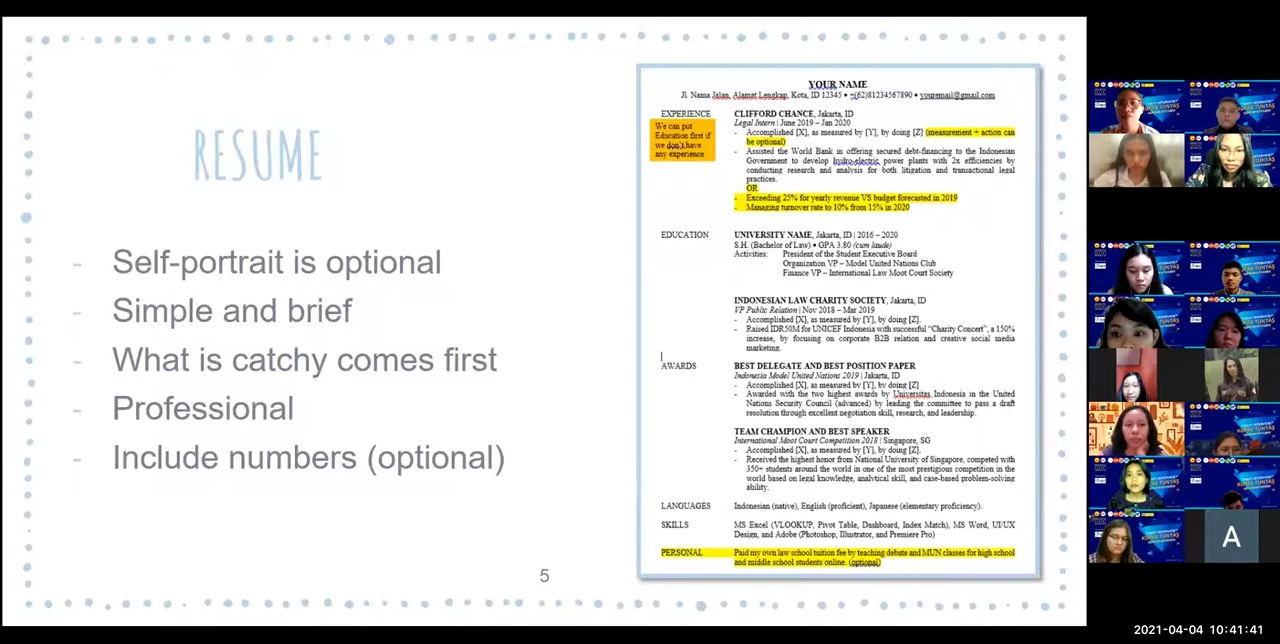 RESUME
- Self-portrait is optional
- Simple and brief
- What is catchy comes first
- Professional
- Include numbers (optional)
5
YOUR NAME
Jl. Nama Jalan, Alamat Lengkap, Kota, ID 12345 • +(62)81234567890 • youremail@gmail.com
EXPERIENCE
We can put
Education first if
we don't have
any experience
CLIFFORD CHANCE, Jakarta, ID
Legal Intern | June 2019 – Jan 2020
- Accomplished [X], as measured by [Y], by doing [Z] (measurement + action can
be optional)
- Assisted the World Bank in offering secured debt-financing to the Indonesian
Government to develop hydro-electric power plants with 2x efficiencies by
conducting research and analysis for both litigation and transactional legal
practices.
OR
- Exceeding 25% for yearly revenue VS budget forecasted in 2019
- Managing turnover rate to 10% from 15% in 2020
EDUCATION
UNIVERSITY NAME, Jakarta, ID | 2016 – 2020
S.H. (Bachelor of Law) • GPA 3.80 (cum laude)
Activities: President of the Student Executive Board
Organization VP – Model United Nations Club
Finance VP – International Law Moot Court Society
INDONESIAN LAW CHARITY SOCIETY, Jakarta, ID
VP Public Relation | Nov 2018 – Mar 2019
- Accomplished [X], as measured by [Y], by doing [Z].
- Raised IDR50M for UNICEF Indonesia with successful “Charity Concert”, a 150%
increase, by focusing on corporate B2B relation and creative social media
marketing.
AWARDS
BEST DELEGATE AND BEST POSITION PAPER
Indonesia Model United Nations 2019 | Jakarta, ID
- Accomplished [X], as measured by [Y], by doing [Z]
- Awarded with the two highest awards by Universitas Indonesia in the United
Nations Security Council (advanced) by leading the committee to pass a draft
resolution through excellent negotiation skill, research, and leadership.
TEAM CHAMPION AND BEST SPEAKER
International Moot Court Competition 2018 | Singapore, SG
- Accomplished [X], as measured by [Y], by doing [Z].
- Received the highest honor from National University of Singapore, competed with
350+ students around the world in one of the most prestigious competition in the
world based on legal knowledge, analytical skill, and case-based problem-solving
ability.
LANGUAGES
Indonesian (native), English (proficient), Japanese (elementary proficiency).
SKILLS
MS Excel (VLOOKUP, Pivot Table, Dashboard, Index Match), MS Word, UI/UX
Design, and Adobe (Photoshop, Illustrator, and Premiere Pro)
PERSONAL
Paid my own law school tuition fee by teaching debate and MUN classes for high school
and middle school students online. (optional)
KUPAS TUNTAS
A
2021-04-04 10:41:41